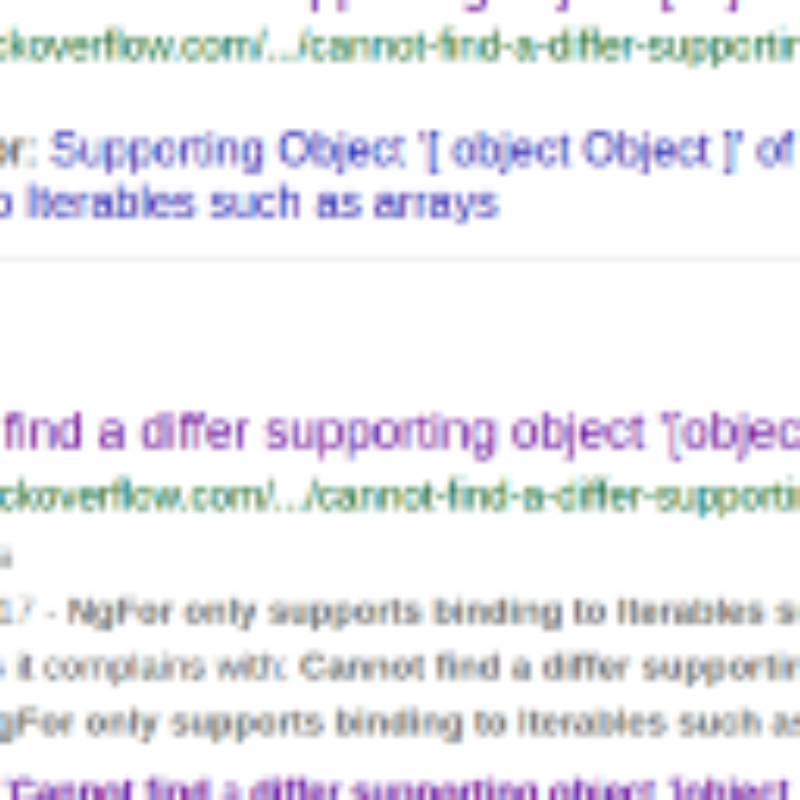 ckoverflow.com/.../cannot-find-a-differ-supportin
or: Supporting Object '[ object Object ]' of
o Iterables such as arrays
find a differ supporting object '[objec
ckoverflow.com/.../cannot-find-a-differ-supporti
17 - NgFor only supports binding to Iterables s
s it complains with: Cannot find a differ supportin
gFor only supports binding to Iterables such as
'Cannot find a differ supporting object '[object